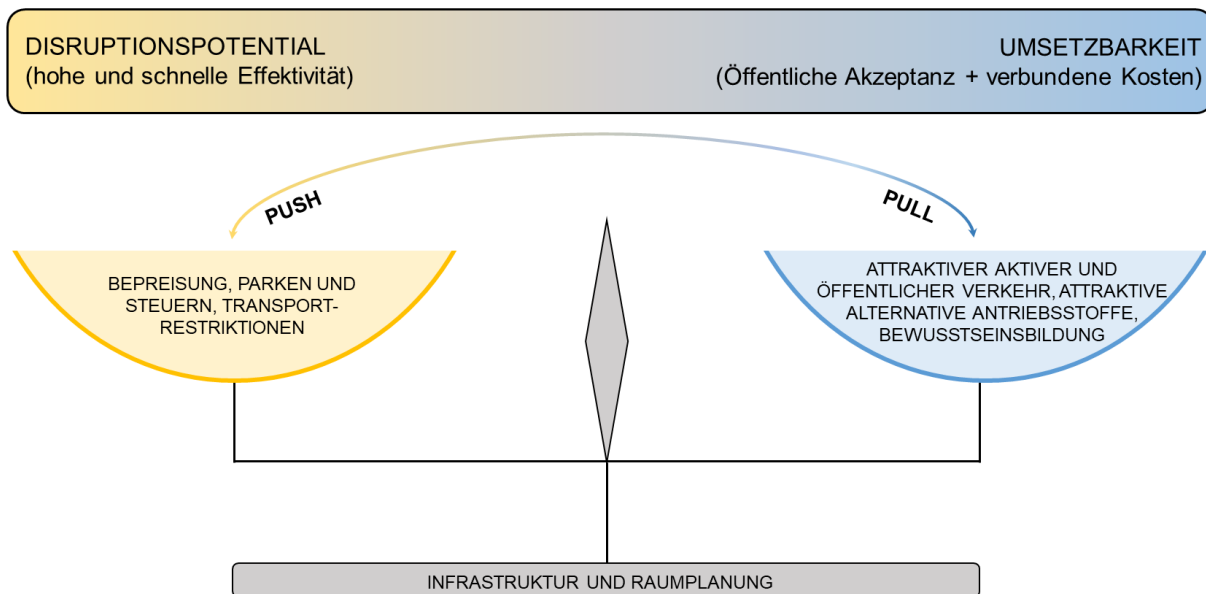 DISRUPTIONSPOTENTIAL
(hohe und schnelle Effektivität)
UMSETZBARKEIT
(Öffentliche Akzeptanz + verbundene Kosten)
PUSH
PULL
BEPREISUNG, PARKEN UND
STEUERN, TRANSPORT-
RESTRIKTIONEN
ATTRAKTIVER AKTIVER UND
ÖFFENTLICHER VERKEHR, ATTRAKTIVE
ALTERNATIVE ANTRIEBSSTOFFE,
BEWUSSTSEINSBILDUNG
INFRASTRUKTUR UND RAUMPLANUNG